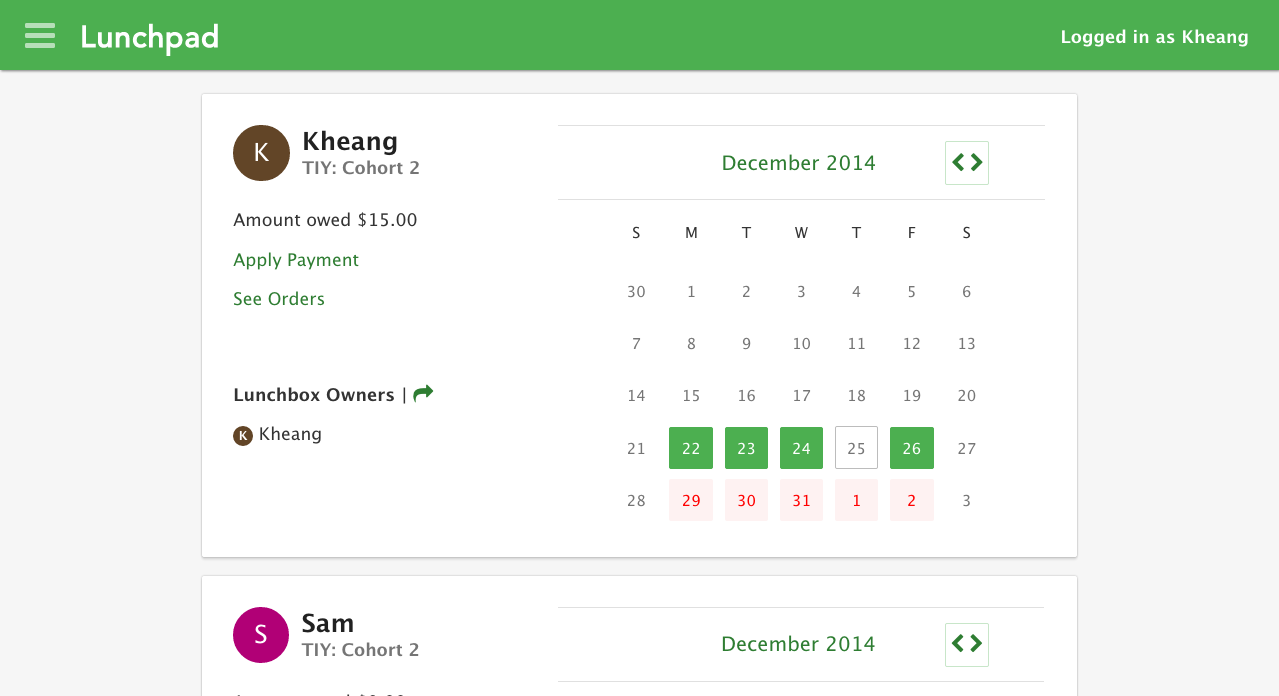 Lunchpad
Logged in as Kheang
K
Kheang
TIY: Cohort 2
Amount owed $15.00
Apply Payment
See Orders
Lunchbox Owners |
K Kheang
December 2014
S M T W T F S
30 1 2 3 4 5 6
7 8 9 10 11 12 13
14 15 16 17 18 19 20
21 22 23 24 25 26 27
28 29 30 31 1 2 3
S
Sam
TIY: Cohort 2
December 2014